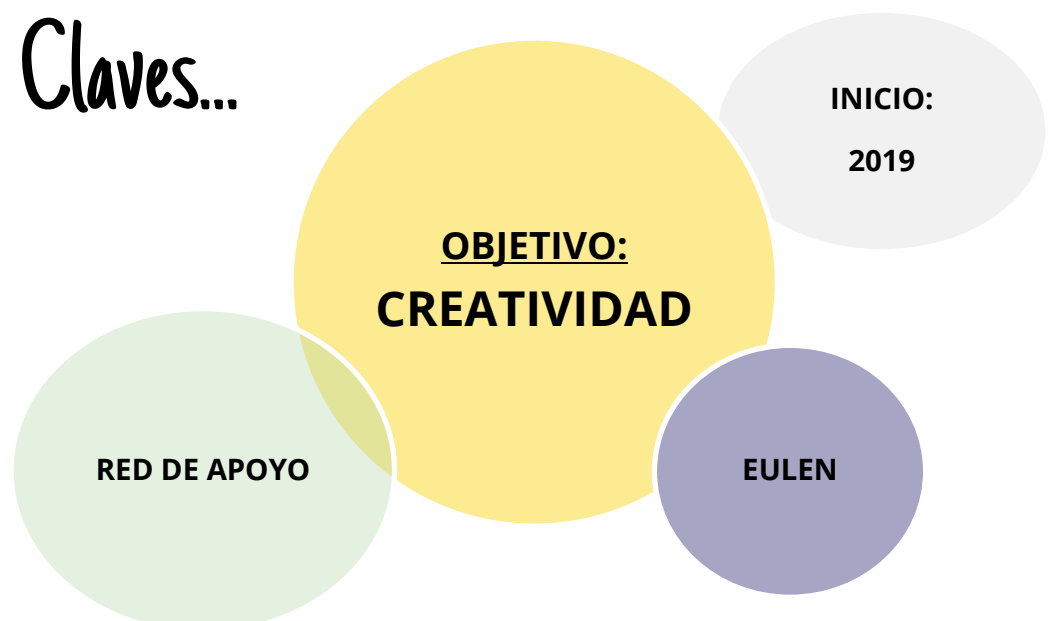 Claves...
INICIO:
2019
OBJETIVO:
CREATIVIDAD
RED DE APOYO
EULEN